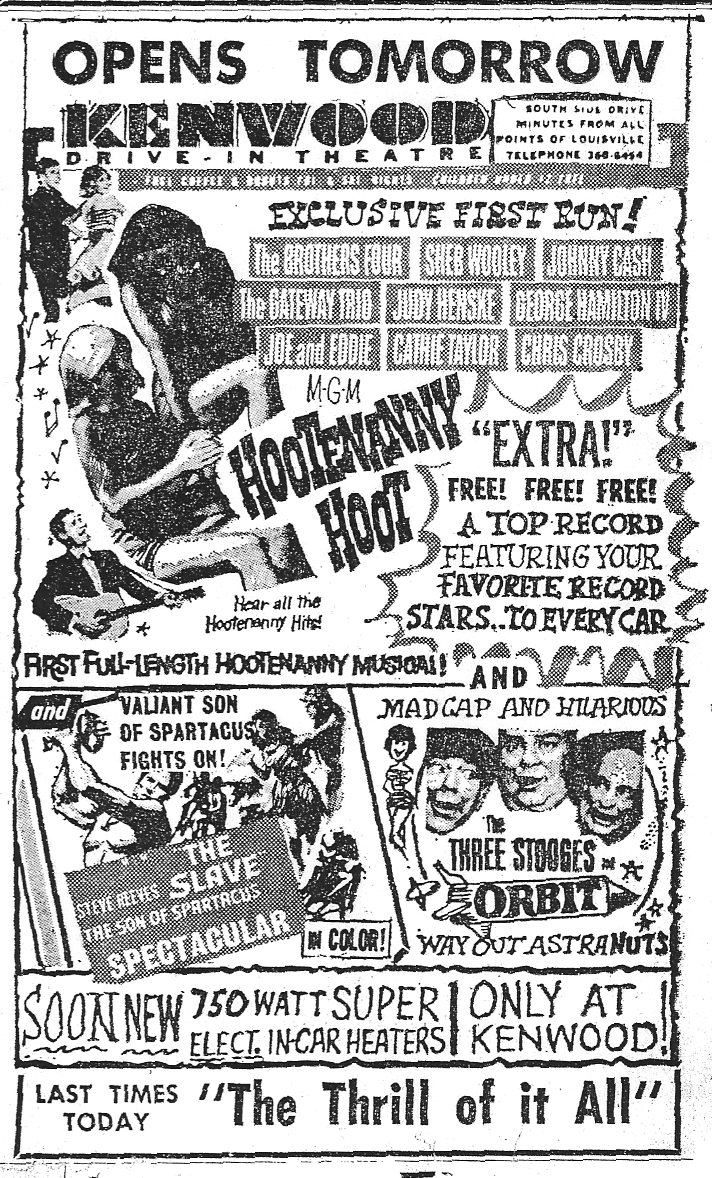 OPENS TOMORROW
KENWOOD
DRIVE-IN THEATRE
SOUTH SIDE DRIVE
MINUTES FROM ALL
POINTS OF LOUISVILLE
TELEPHONE
EXCLUSIVE FIRST RUN!
The BROTHERS FOUR SHEB WOOLEY JOHNNY CASH
The GATEWAY TRIO JUDY HENSKE GEORGE HAMILTON IV
JOE and EDDIE CATHIE TAYLOR CHRIS CROSBY
M-G-M
HOOTENANNY
HOOT
Hear all the
Hootenanny Hits!
"EXTRA!"
FREE! FREE! FREE!
A TOP RECORD
FEATURING YOUR
FAVORITE RECORD
STARS..TO EVERY CAR
FIRST FULL-LENGTH HOOTENANNY MUSICAL!
AND
and
VALIANT SON
OF SPARTACUS
FIGHTS ON!
STEVE REEVES
THE
SLAVE
THE SON OF SPARTACUS
SPECTACULAR
IN COLOR!
MADCAP AND HILARIOUS
The
THREE STOOGES IN
ORBIT
WAY OUT ASTRANUTS
SOON NEW 750 WATT SUPER
ELECT. IN-CAR HEATERS
ONLY AT
KENWOOD!
LAST TIMES
TODAY
"The Thrill of it All"